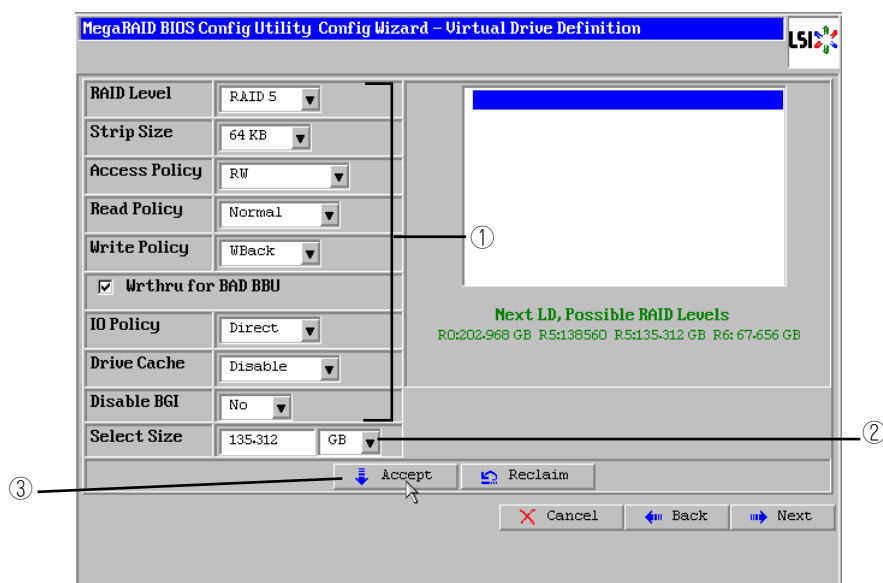 MegaRAID BIOS Config Utility Config Wizard – Virtual Drive Definition
LSI
RAID Level RAID 5
Strip Size 64 KB
Access Policy RW
Read Policy Normal
Write Policy WBack
①
Wrthru for BAD BBU
IO Policy Direct
Drive Cache Disable
Disable BGI No
Select Size 135.312 GB
②
Next LD, Possible RAID Levels
R0:202.968 GB R5:138560 R5:135.312 GB R6: 67.656 GB
③
Accept Reclaim
Cancel Back Next